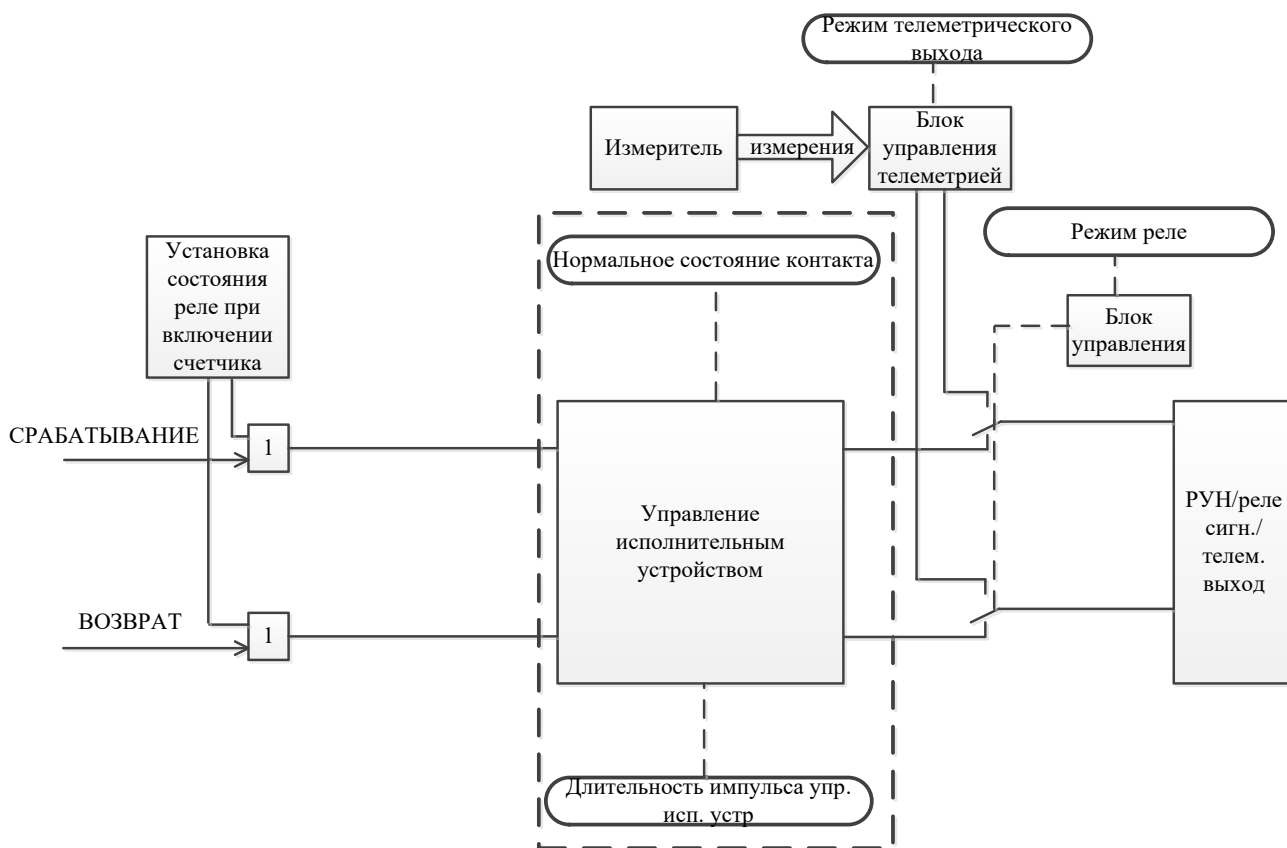 Режим телеметрического
выхода
Измеритель
измерения
Блок
управления
телеметрией
Режим реле
Установка
состояния
реле при
включении
счетчика
Нормальное состояние контакта
Блок
управления
СРАБАТЫВАНИЕ
1
Управление
исполнительным
устройством
РУН/реле
сигн./
телем.
выход
ВОЗВРАТ
1
Длительность импульса упр.
исп. устр